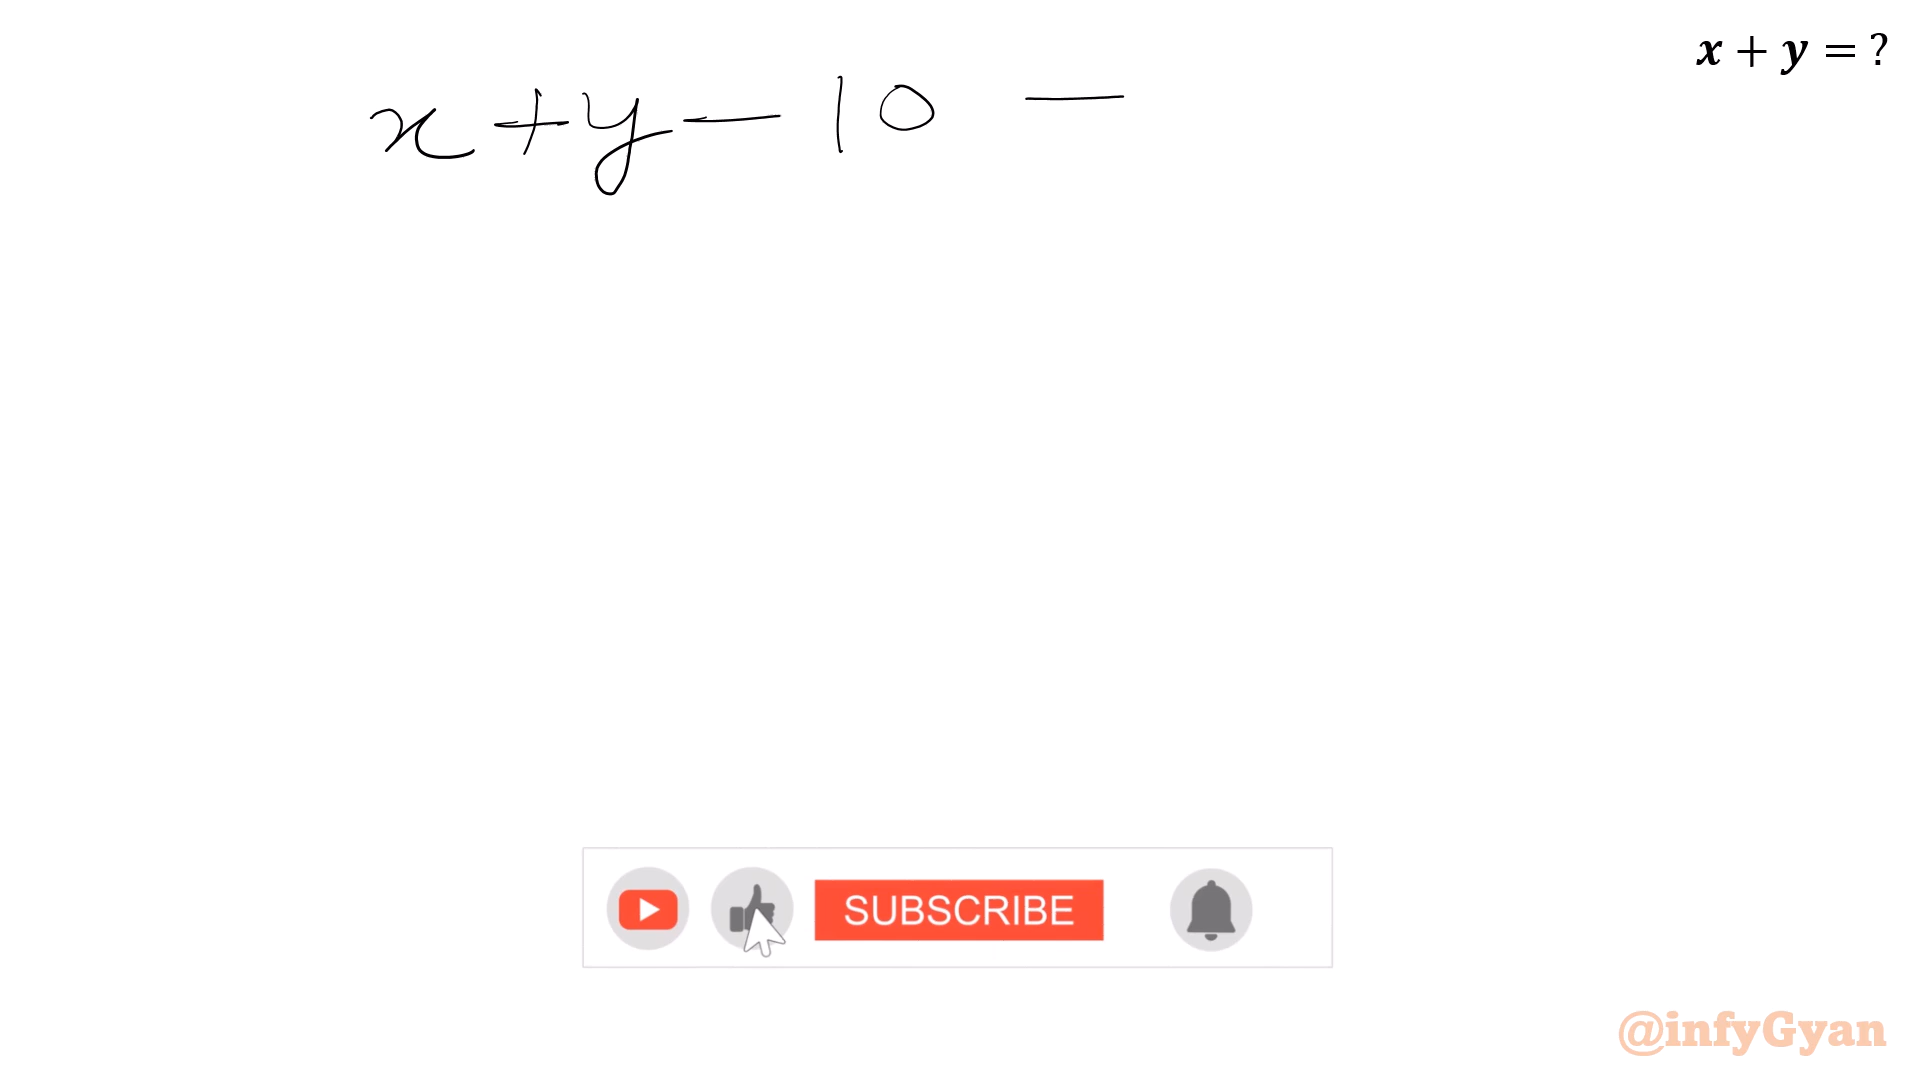 x + y = ?
x + y - 10 -
SUBSCRIBE
@infyGyan